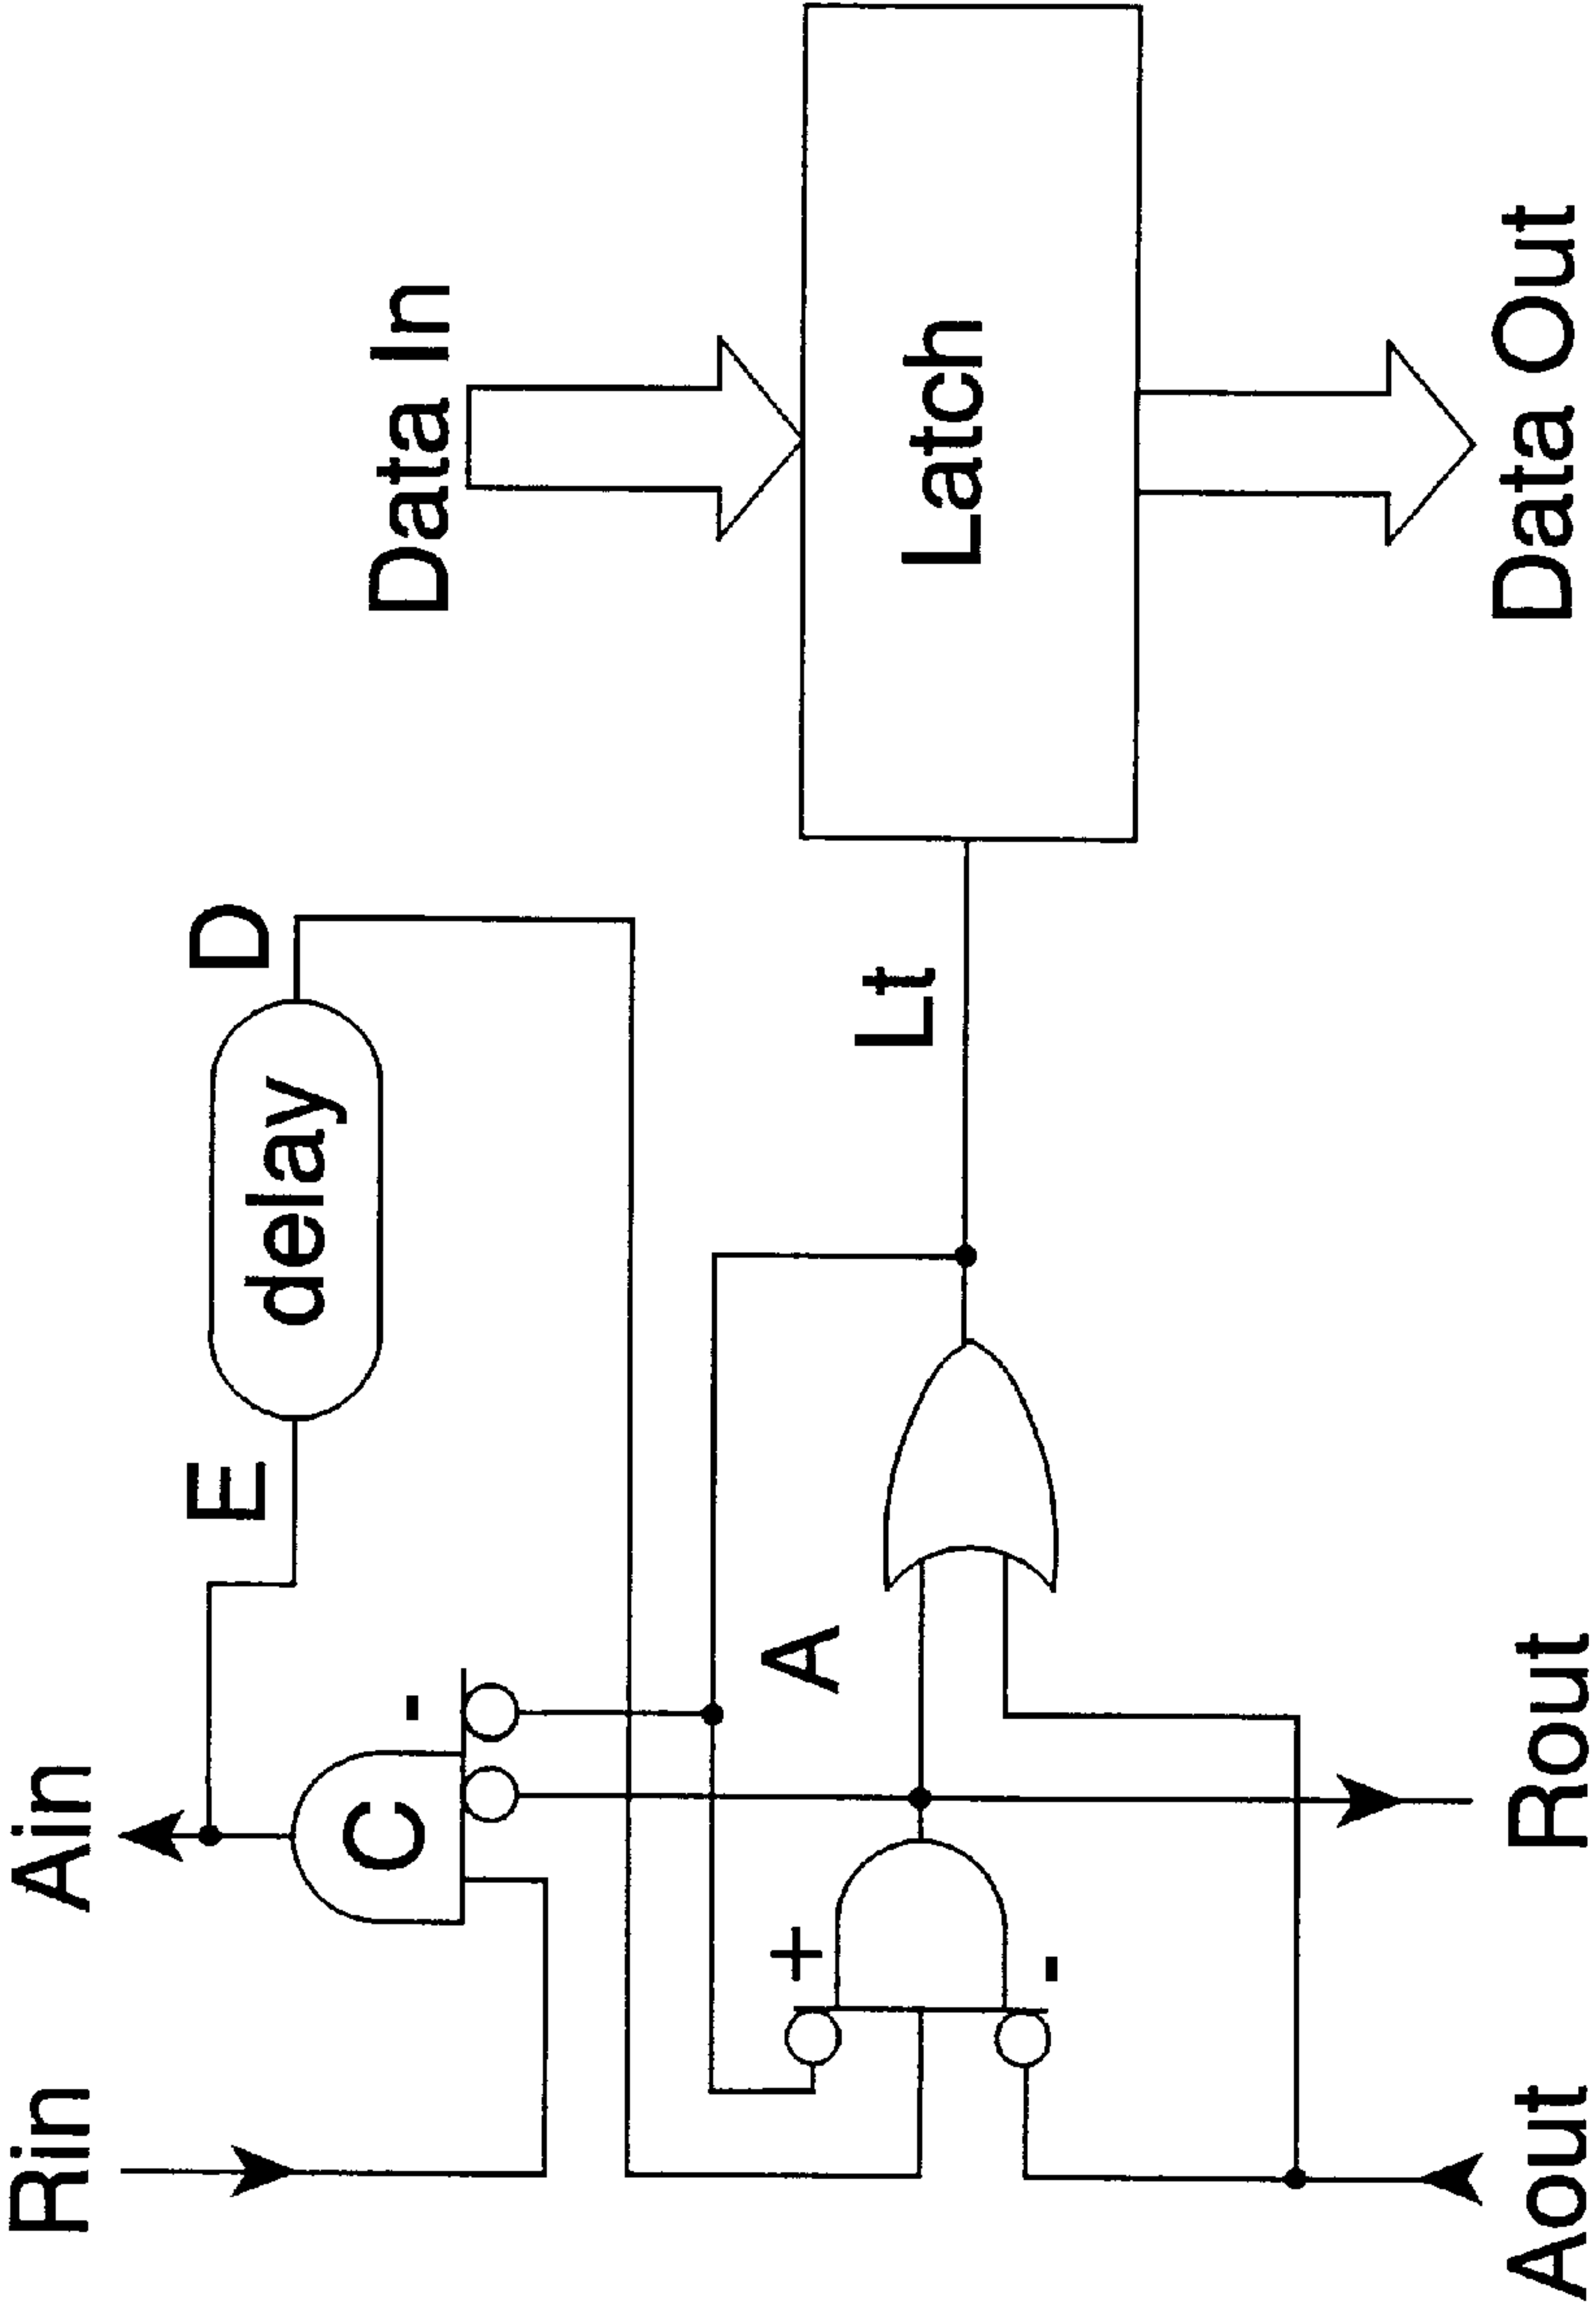 Rin
Ain
Data In
E
D
delay
C
-
+
A
-
Lt
Latch
Aout
Rout
Data Out